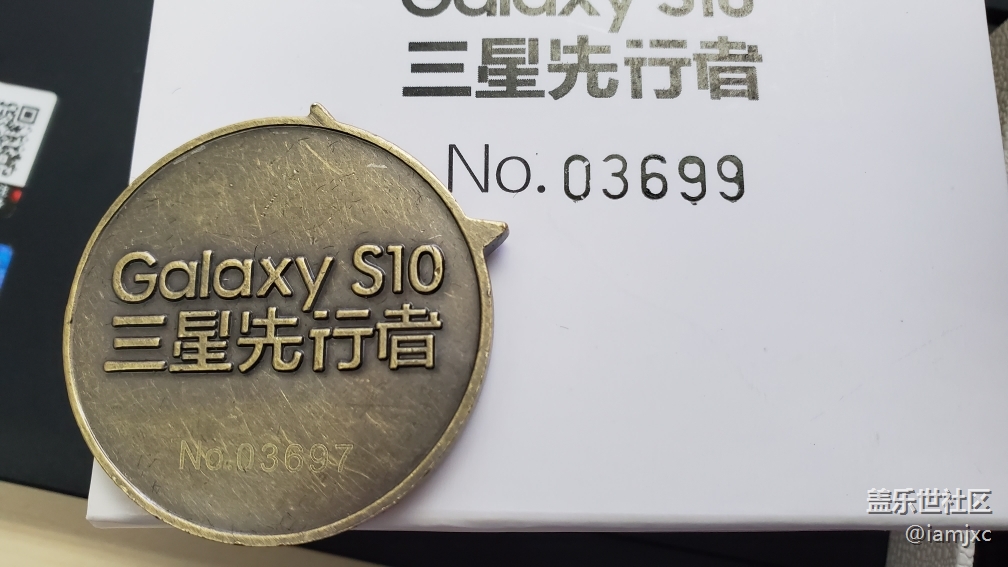 Galaxy S10
三星先行者
No. 03699
Galaxy S10
三星先行者
No.03697
盖乐世社区
@iamjxc